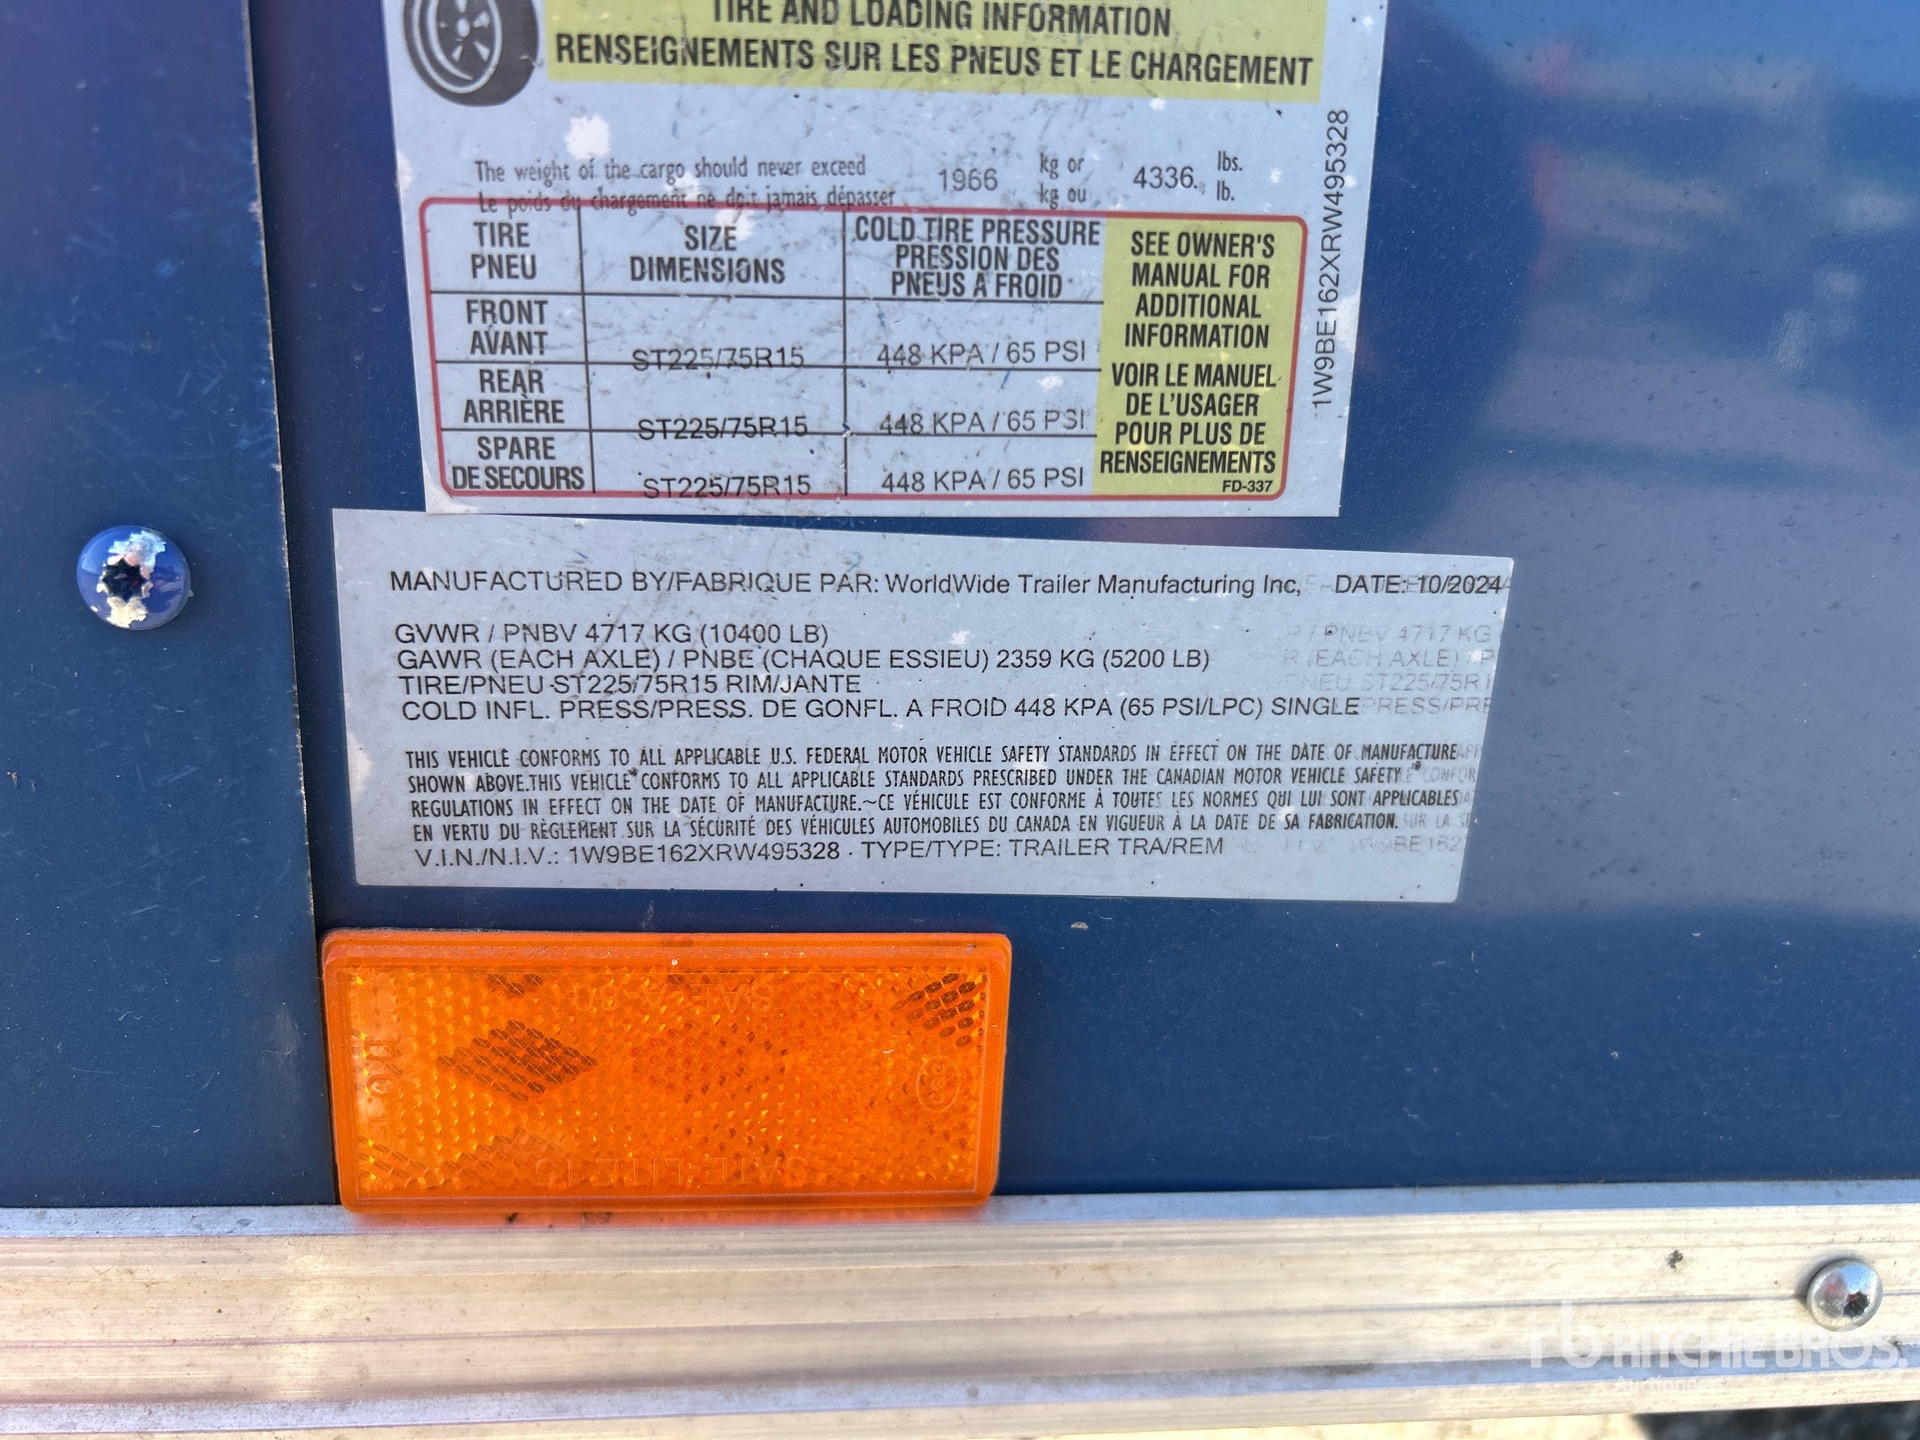 TIRE AND LOADING INFORMATION
RENSEIGNEMENTS SUR LES PNEUS ET LE CHARGEMENT
The weight of the cargo should never exceed 1966 kg or 4336. lbs.
Le poids du chargement ne doit jamais dépasser kg ou lb.
TIRE
PNEU
SIZE
DIMENSIONS
COLD TIRE PRESSURE
PRESSION DES
PNEUS A FROID
FRONT
AVANT
ST225/75R15
448 KPA / 65 PSI
REAR
ARRIÈRE
ST225/75R15
448 KPA / 65 PSI
SPARE
DE SECOURS
ST225/75R15
448 KPA / 65 PSI
SEE OWNER'S
MANUAL FOR
ADDITIONAL
INFORMATION
VOIR LE MANUEL
DE L'USAGER
POUR PLUS DE
RENSEIGNEMENTS
FD-337
1W9BE162XRW495328
MANUFACTURED BY/FABRIQUE PAR: WorldWide Trailer Manufacturing Inc, DATE: 10/2024
GVWR / PNBV 4717 KG (10400 LB)
GAWR (EACH AXLE) / PNBE (CHAQUE ESSIEU) 2359 KG (5200 LB)
TIRE/PNEU ST225/75R15 RIM/JANTE
COLD INFL. PRESS/PRESS. DE GONFL. A FROID 448 KPA (65 PSI/LPC) SINGLE
THIS VEHICLE CONFORMS TO ALL APPLICABLE U.S. FEDERAL MOTOR VEHICLE SAFETY STANDARDS IN EFFECT ON THE DATE OF MANUFACTURE
SHOWN ABOVE.THIS VEHICLE CONFORMS TO ALL APPLICABLE STANDARDS PRESCRIBED UNDER THE CANADIAN MOTOR VEHICLE SAFETY
REGULATIONS IN EFFECT ON THE DATE OF MANUFACTURE.~CE VÉHICULE EST CONFORME À TOUTES LES NORMES QUI LUI SONT APPLICABLES
EN VERTU DU RÈGLEMENT SUR LA SÉCURITÉ DES VÉHICULES AUTOMOBILES DU CANADA EN VIGUEUR À LA DATE DE SA FABRICATION.
V.I.N./N.I.V.: 1W9BE162XRW495328 TYPE/TYPE: TRAILER TRA/REM
SAE-A-90
SATE-LITE 15
rb RITCHIE BROS.
Auctioneers